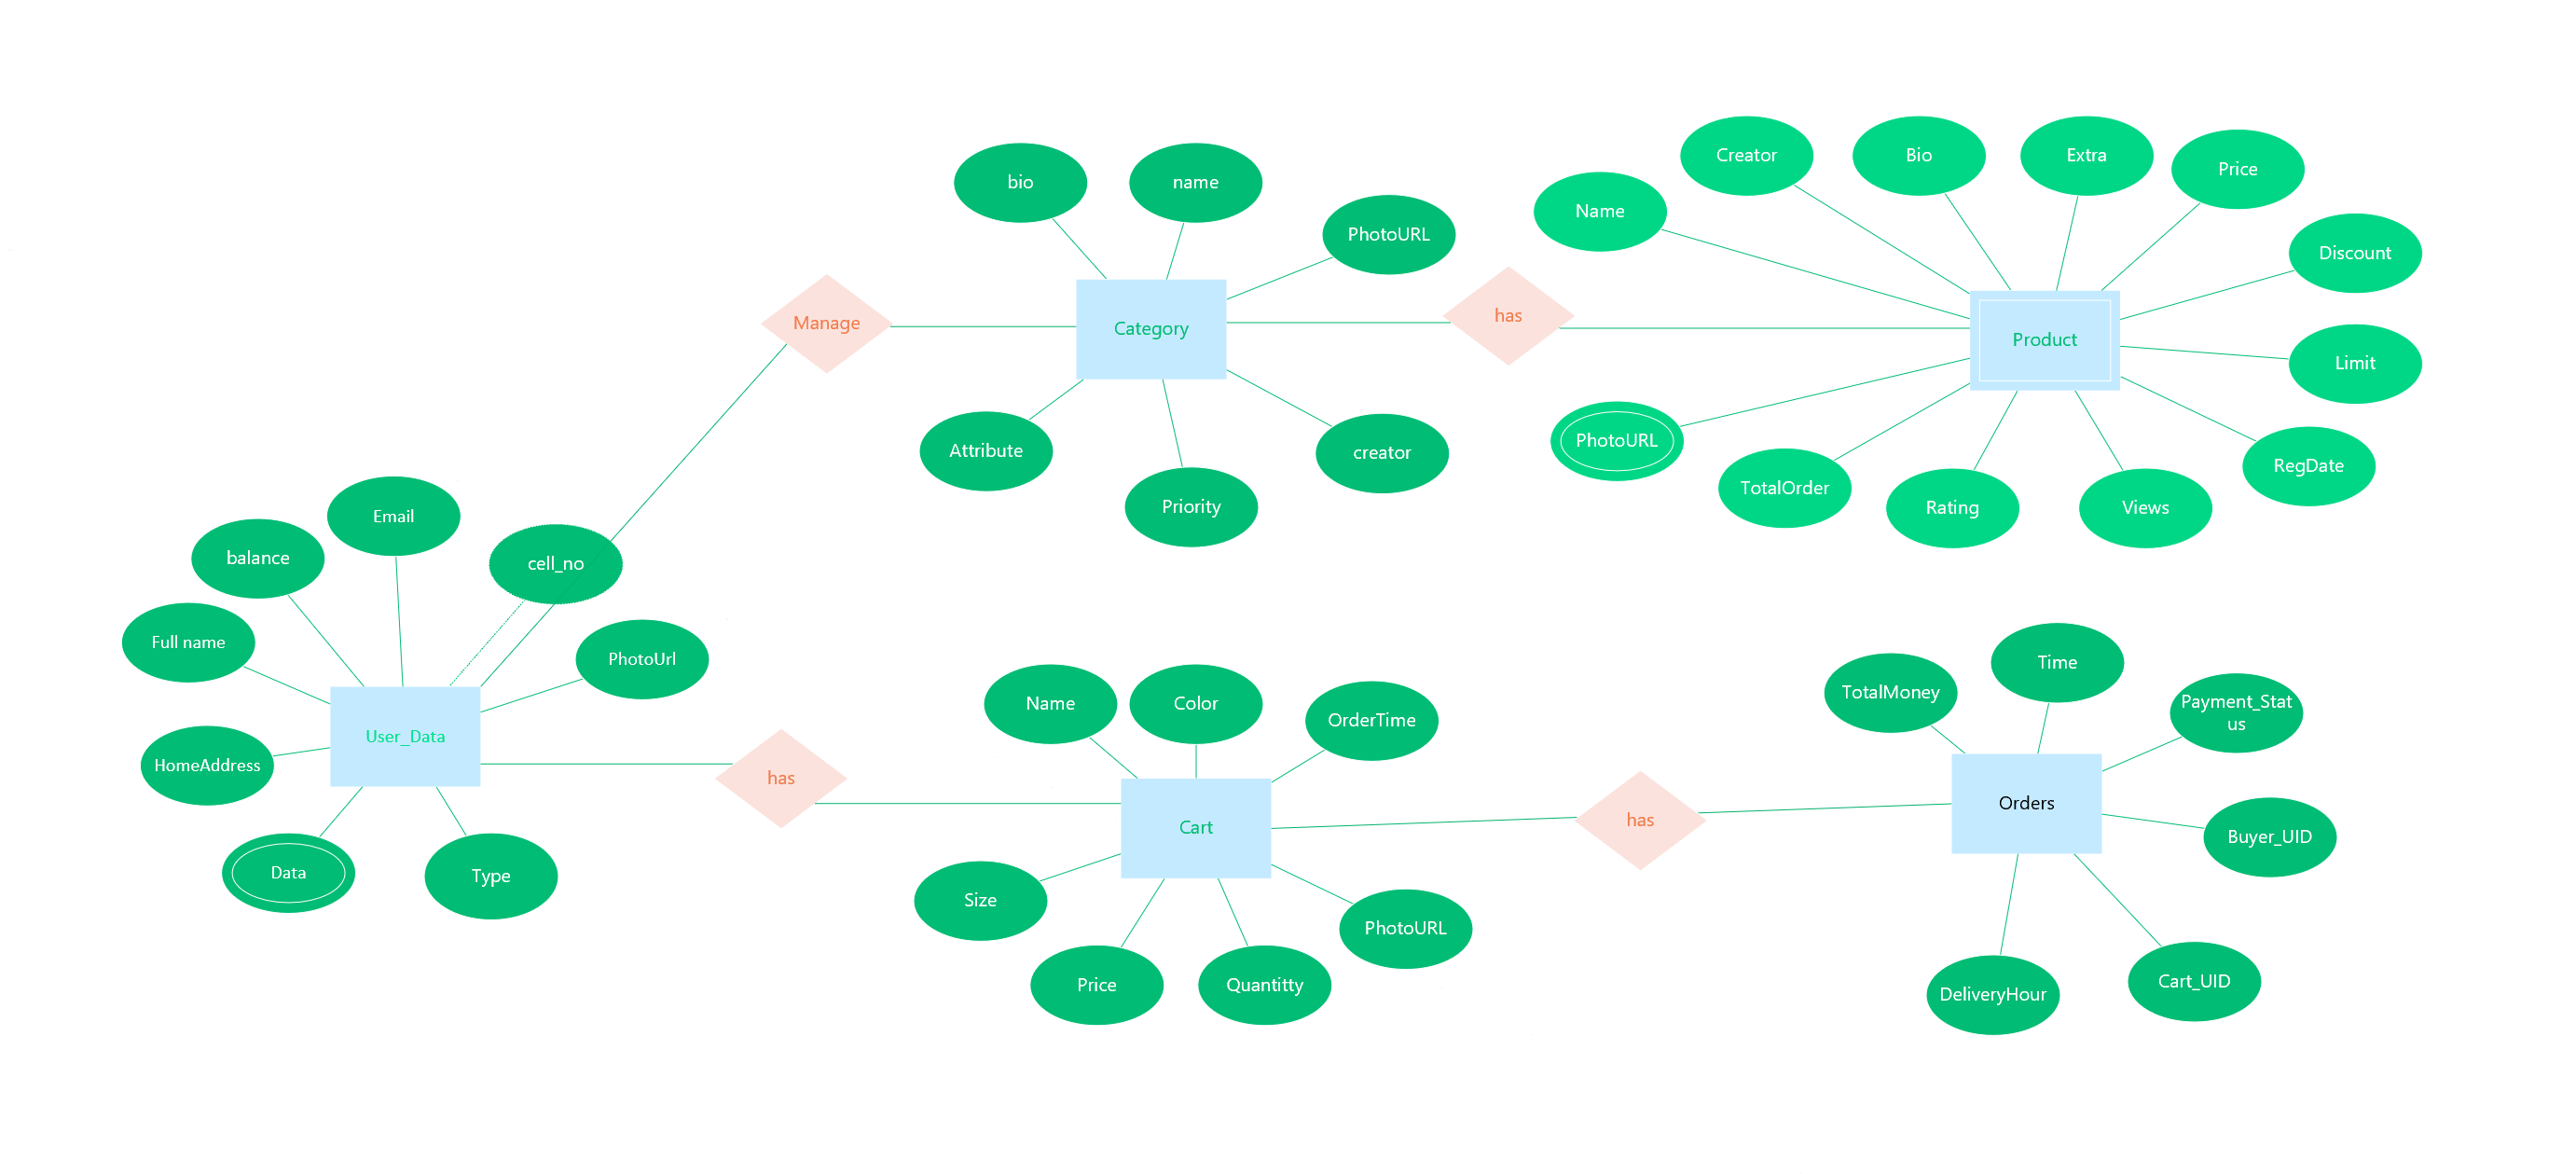 Creator
Bio
Extra
Price
bio
name
Name
PhotoURL
Discount
Manage
Category
has
Product
Limit
PhotoURL
Attribute
creator
RegDate
TotalOrder
Priority
Rating
Views
Email
balance
cell_no
Full name
PhotoUrl
Time
TotalMoney
Payment_Stat
us
Name
Color
OrderTime
User_Data
HomeAddress
has
Orders
has
Cart
Buyer_UID
Data
Type
Size
PhotoURL
Price
Quantitty
Cart_UID
DeliveryHour